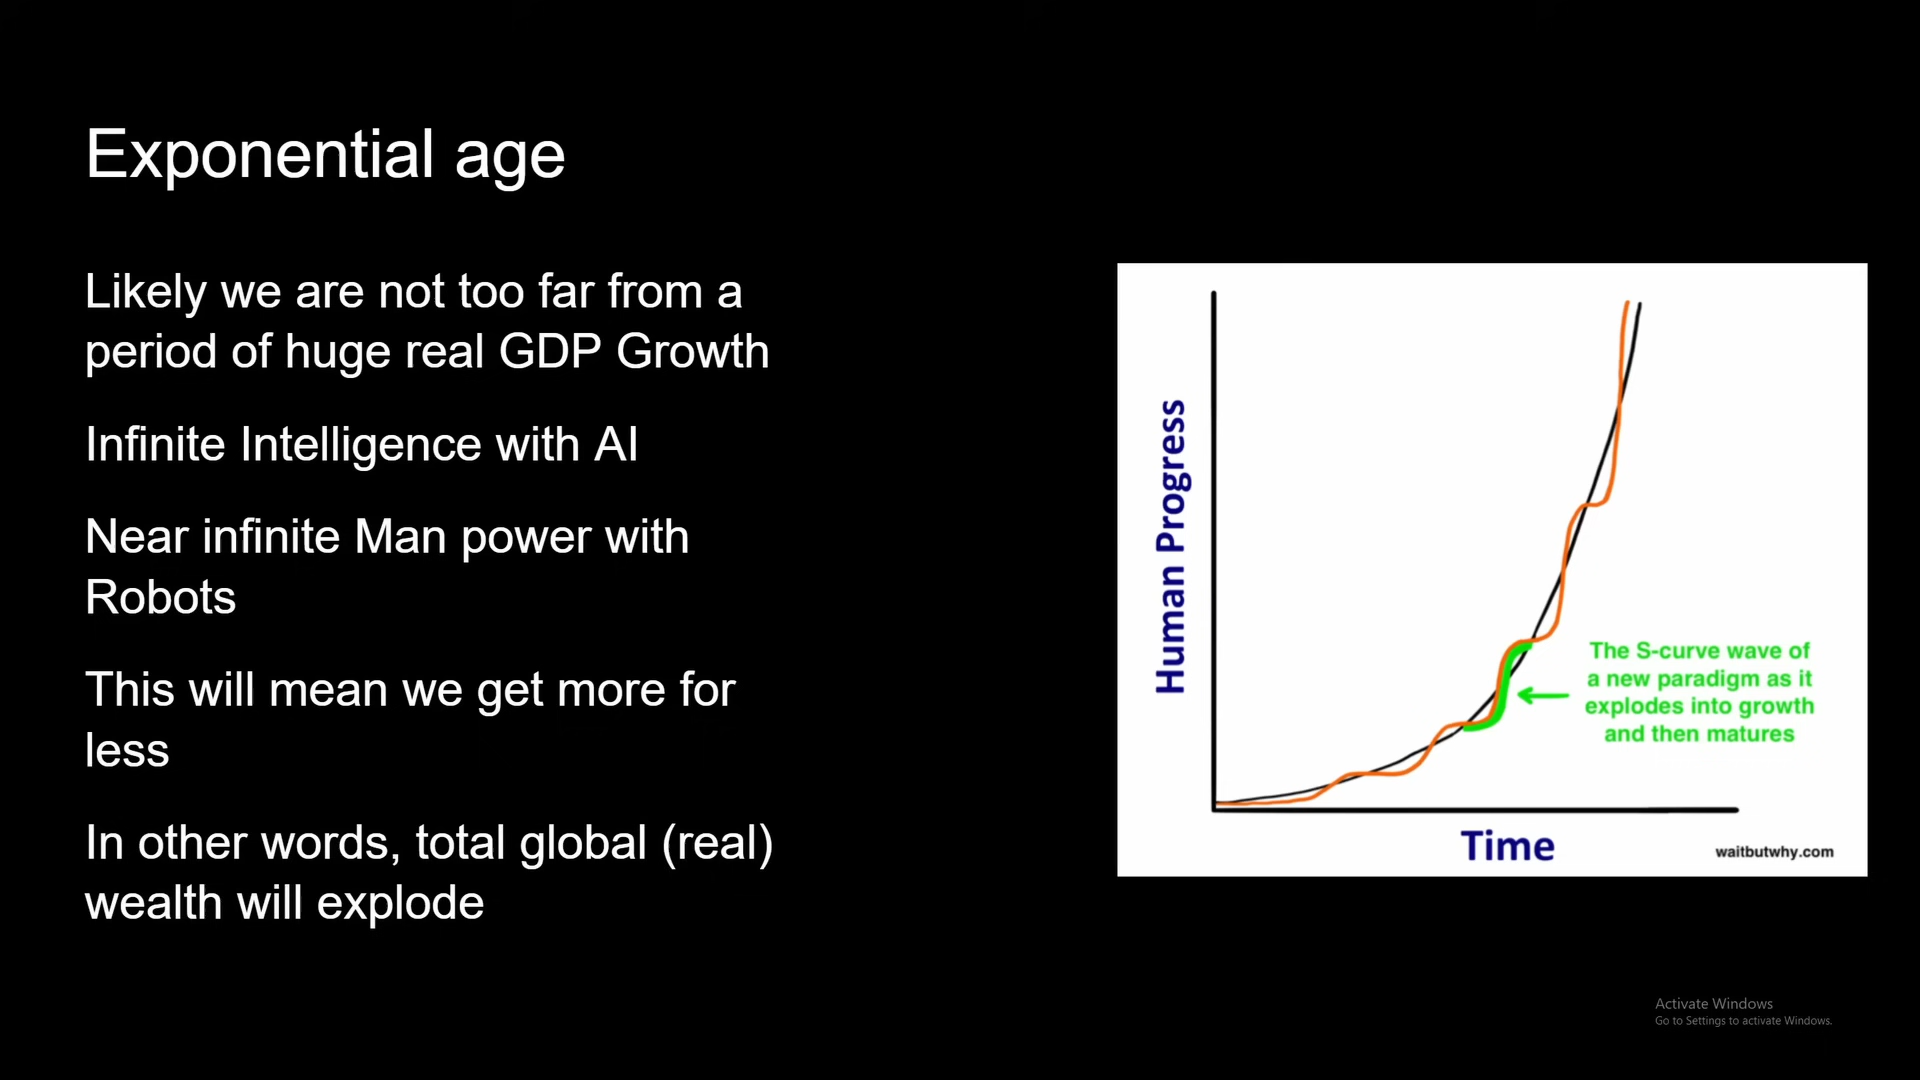 Exponential age
Likely we are not too far from a
period of huge real GDP Growth
Infinite Intelligence with AI
Near infinite Man power with
Robots
This will mean we get more for
less
In other words, total global (real)
wealth will explode
Human Progress
The S-curve wave of
a new paradigm as it
explodes into growth
and then matures
Time
waitbutwhy.com
Activate Windows
Go to Settings to activate Windows.